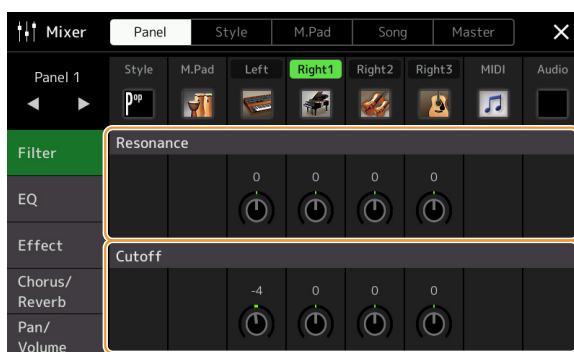 Mixer Panel Style M.Pad Song Master
Panel 1 Style M.Pad Left Right1 Right2 Right3 MIDI Audio
Pop
Filter
Resonance
0 0 0 0
EQ
Effect
Cutoff
Chorus/
Reverb
-4 0 0 0
Pan/
Volume